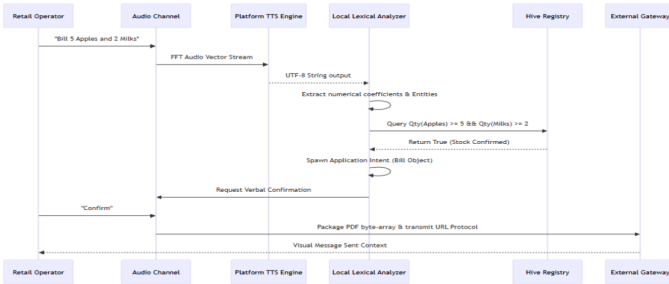 Retail Operator
Audio Channel
Platform TTS Engine
Local Lexical Analyzer
Hive Registry
External Gateway
"Bill 5 Apples and 2 Milks"
FFT Audio Vector Stream
UTF-8 String output
Extract numerical coefficients & Entities
Query Qty(Apples) >= 5 && Qty(Milks) >= 2
Return True (Stock Confirmed)
Spawn Application Intent (Bill Object)
Request Verbal Confirmation
"Confirm"
Package PDF byte-array & transmit URL Protocol
Visual Message Sent Context
Retail Operator
Audio Channel
Platform TTS Engine
Local Lexical Analyzer
Hive Registry
External Gateway